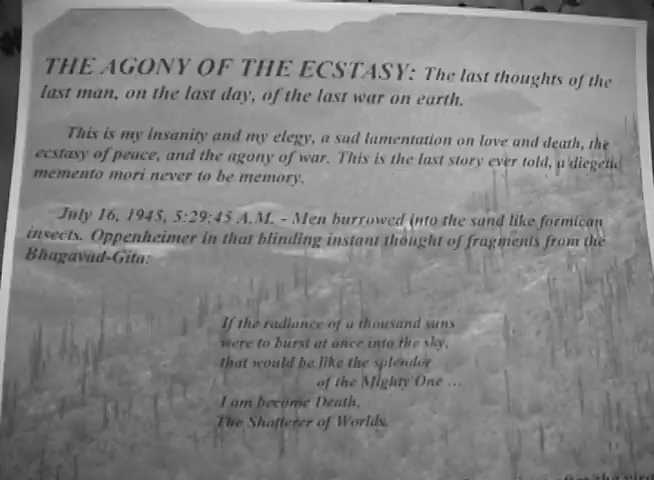 THE AGONY OF THE ECSTASY: The last thoughts of the
last man, on the last day, of the last war on earth.
This is my insanity and my elegy, a sad lamentation on love and death, the
ecstasy of peace, and the agony of war. This is the last story ever told, a diegetic
memento mori never to be memory.
July 16, 1945, 5:29:45 A.M. - Men burrowed into the sand like formican
insects. Oppenheimer in that blinding instant thought of fragments from the
Bhagavad-Gita:
If the radiance of a thousand suns
were to burst at once into the sky,
that would be like the splendor
of the Mighty One ...
I am become Death,
The Shatterer of Worlds.